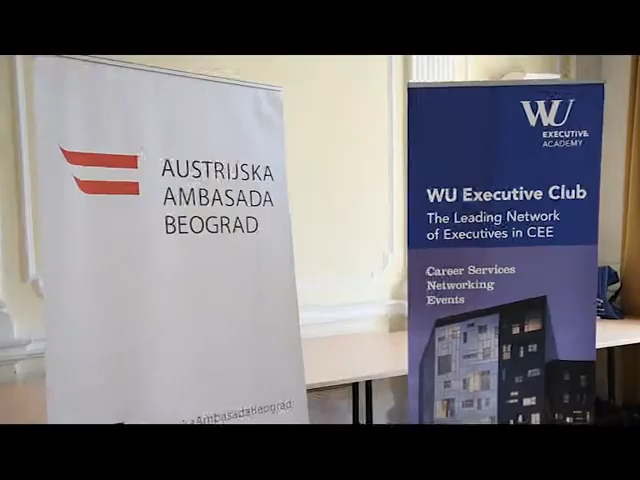 AUSTRIJSKA
AMBASADA
BEOGRAD
AmbasadaBeograd
WU
EXECUTIVE
ACADEMY
WU Executive Club
The Leading Network
of Executives in CEE
Career Services
Networking
Events